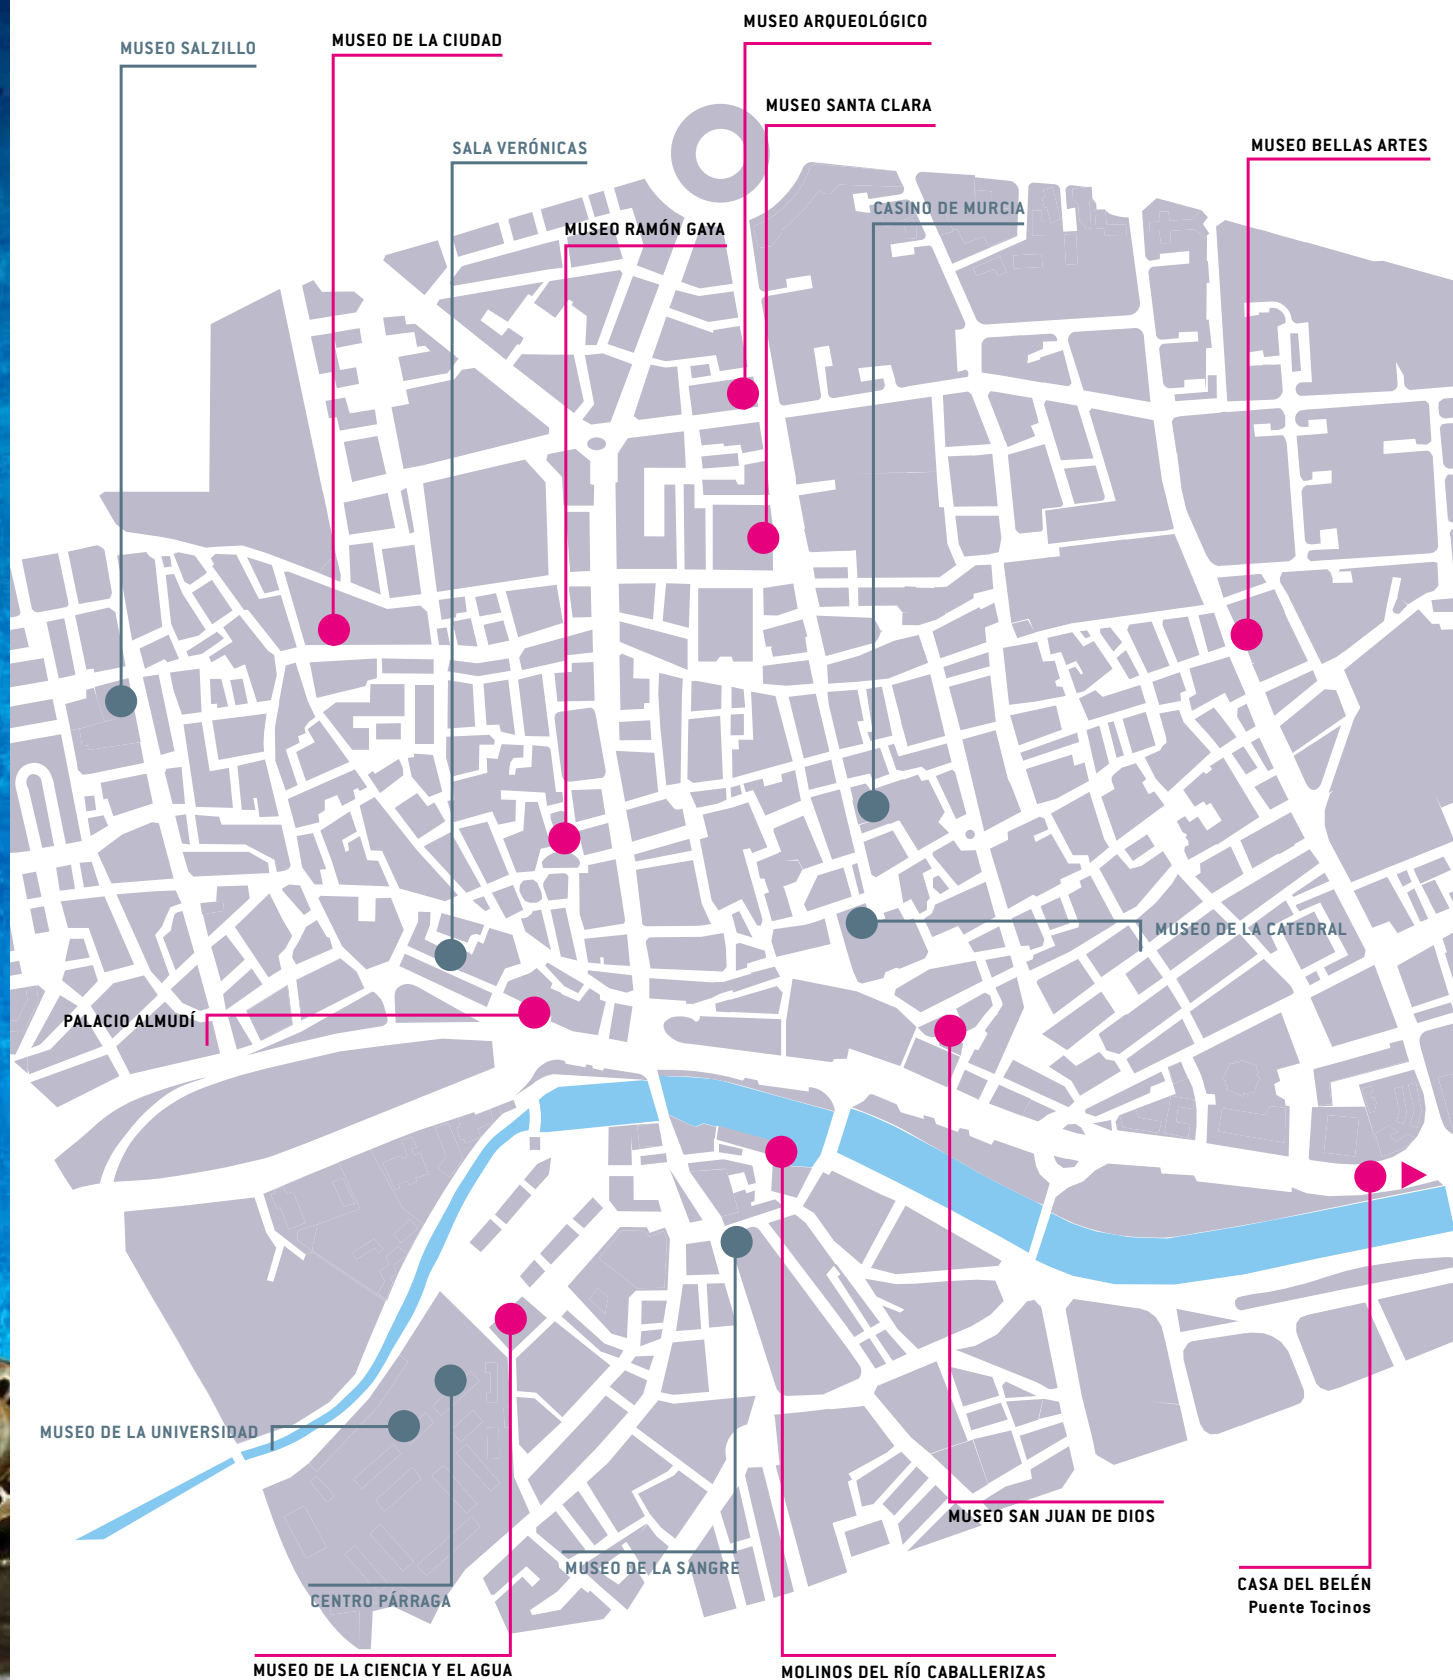 MUSEO ARQUEOLÓGICO
MUSEO DE LA CIUDAD
MUSEO SALZILLO
MUSEO SANTA CLARA
SALA VERÓNICAS
MUSEO BELLAS ARTES
CASINO DE MURCIA
MUSEO RAMÓN GAYA
MUSEO DE LA CATEDRAL
PALACIO ALMUDÍ
MUSEO DE LA UNIVERSIDAD
MUSEO SAN JUAN DE DIOS
MUSEO DE LA SANGRE
CASA DEL BELÉN
Puente Tocinos
CENTRO PÁRRAGA
MUSEO DE LA CIENCIA Y EL AGUA
MOLINOS DEL RÍO CABALLERIZAS